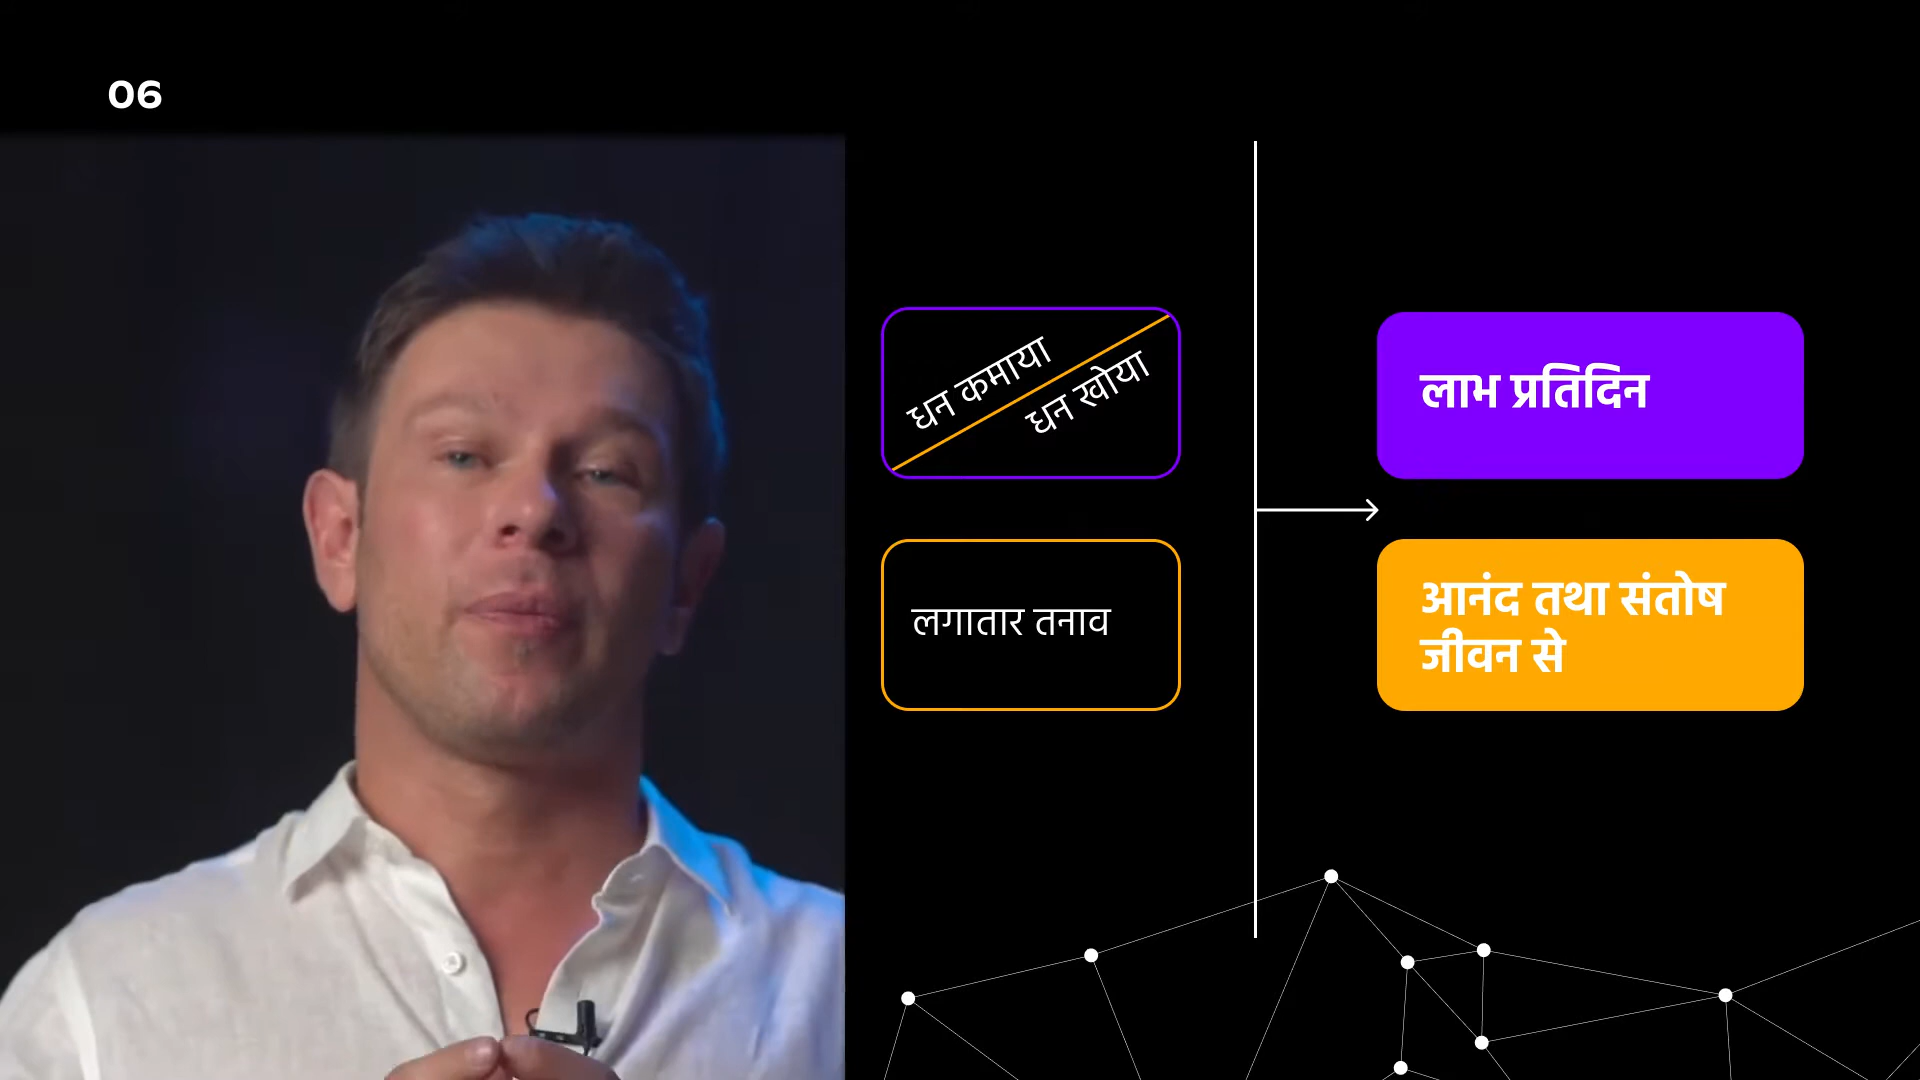 06
धन कमाया
धन खोया
लगातार तनाव
लाभ प्रतिदिन
आनंद तथा संतोष
जीवन से